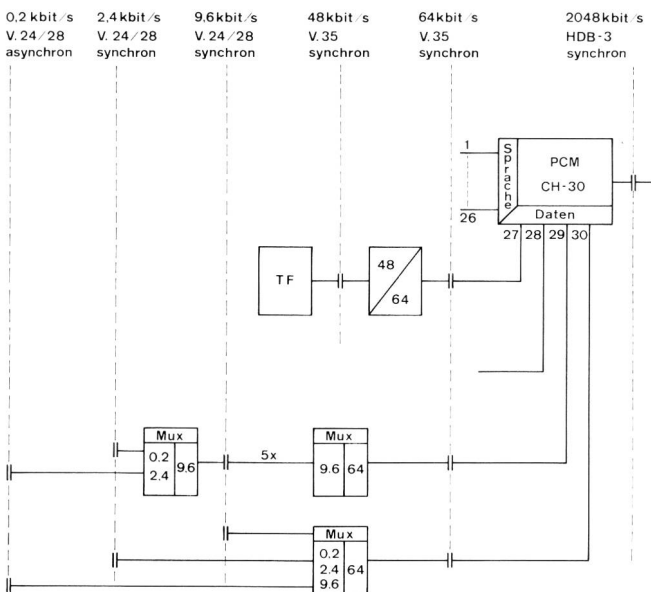 0,2 kbit/s
V. 24/28
asynchron
2,4 kbit/s
V. 24/28
synchron
9.6 kbit/s
V. 24/28
synchron
48 kbit/s
V. 35
synchron
64 kbit/s
V. 35
synchron
2048 kbit/s
HDB-3
synchron
1
26
Sprache
PCM
CH-30
Daten
27 28 29 30
TF
48
64
Mux
0.2
2.4
9.6
5x
Mux
9.6 64
Mux
0.2
2.4
9.6
64